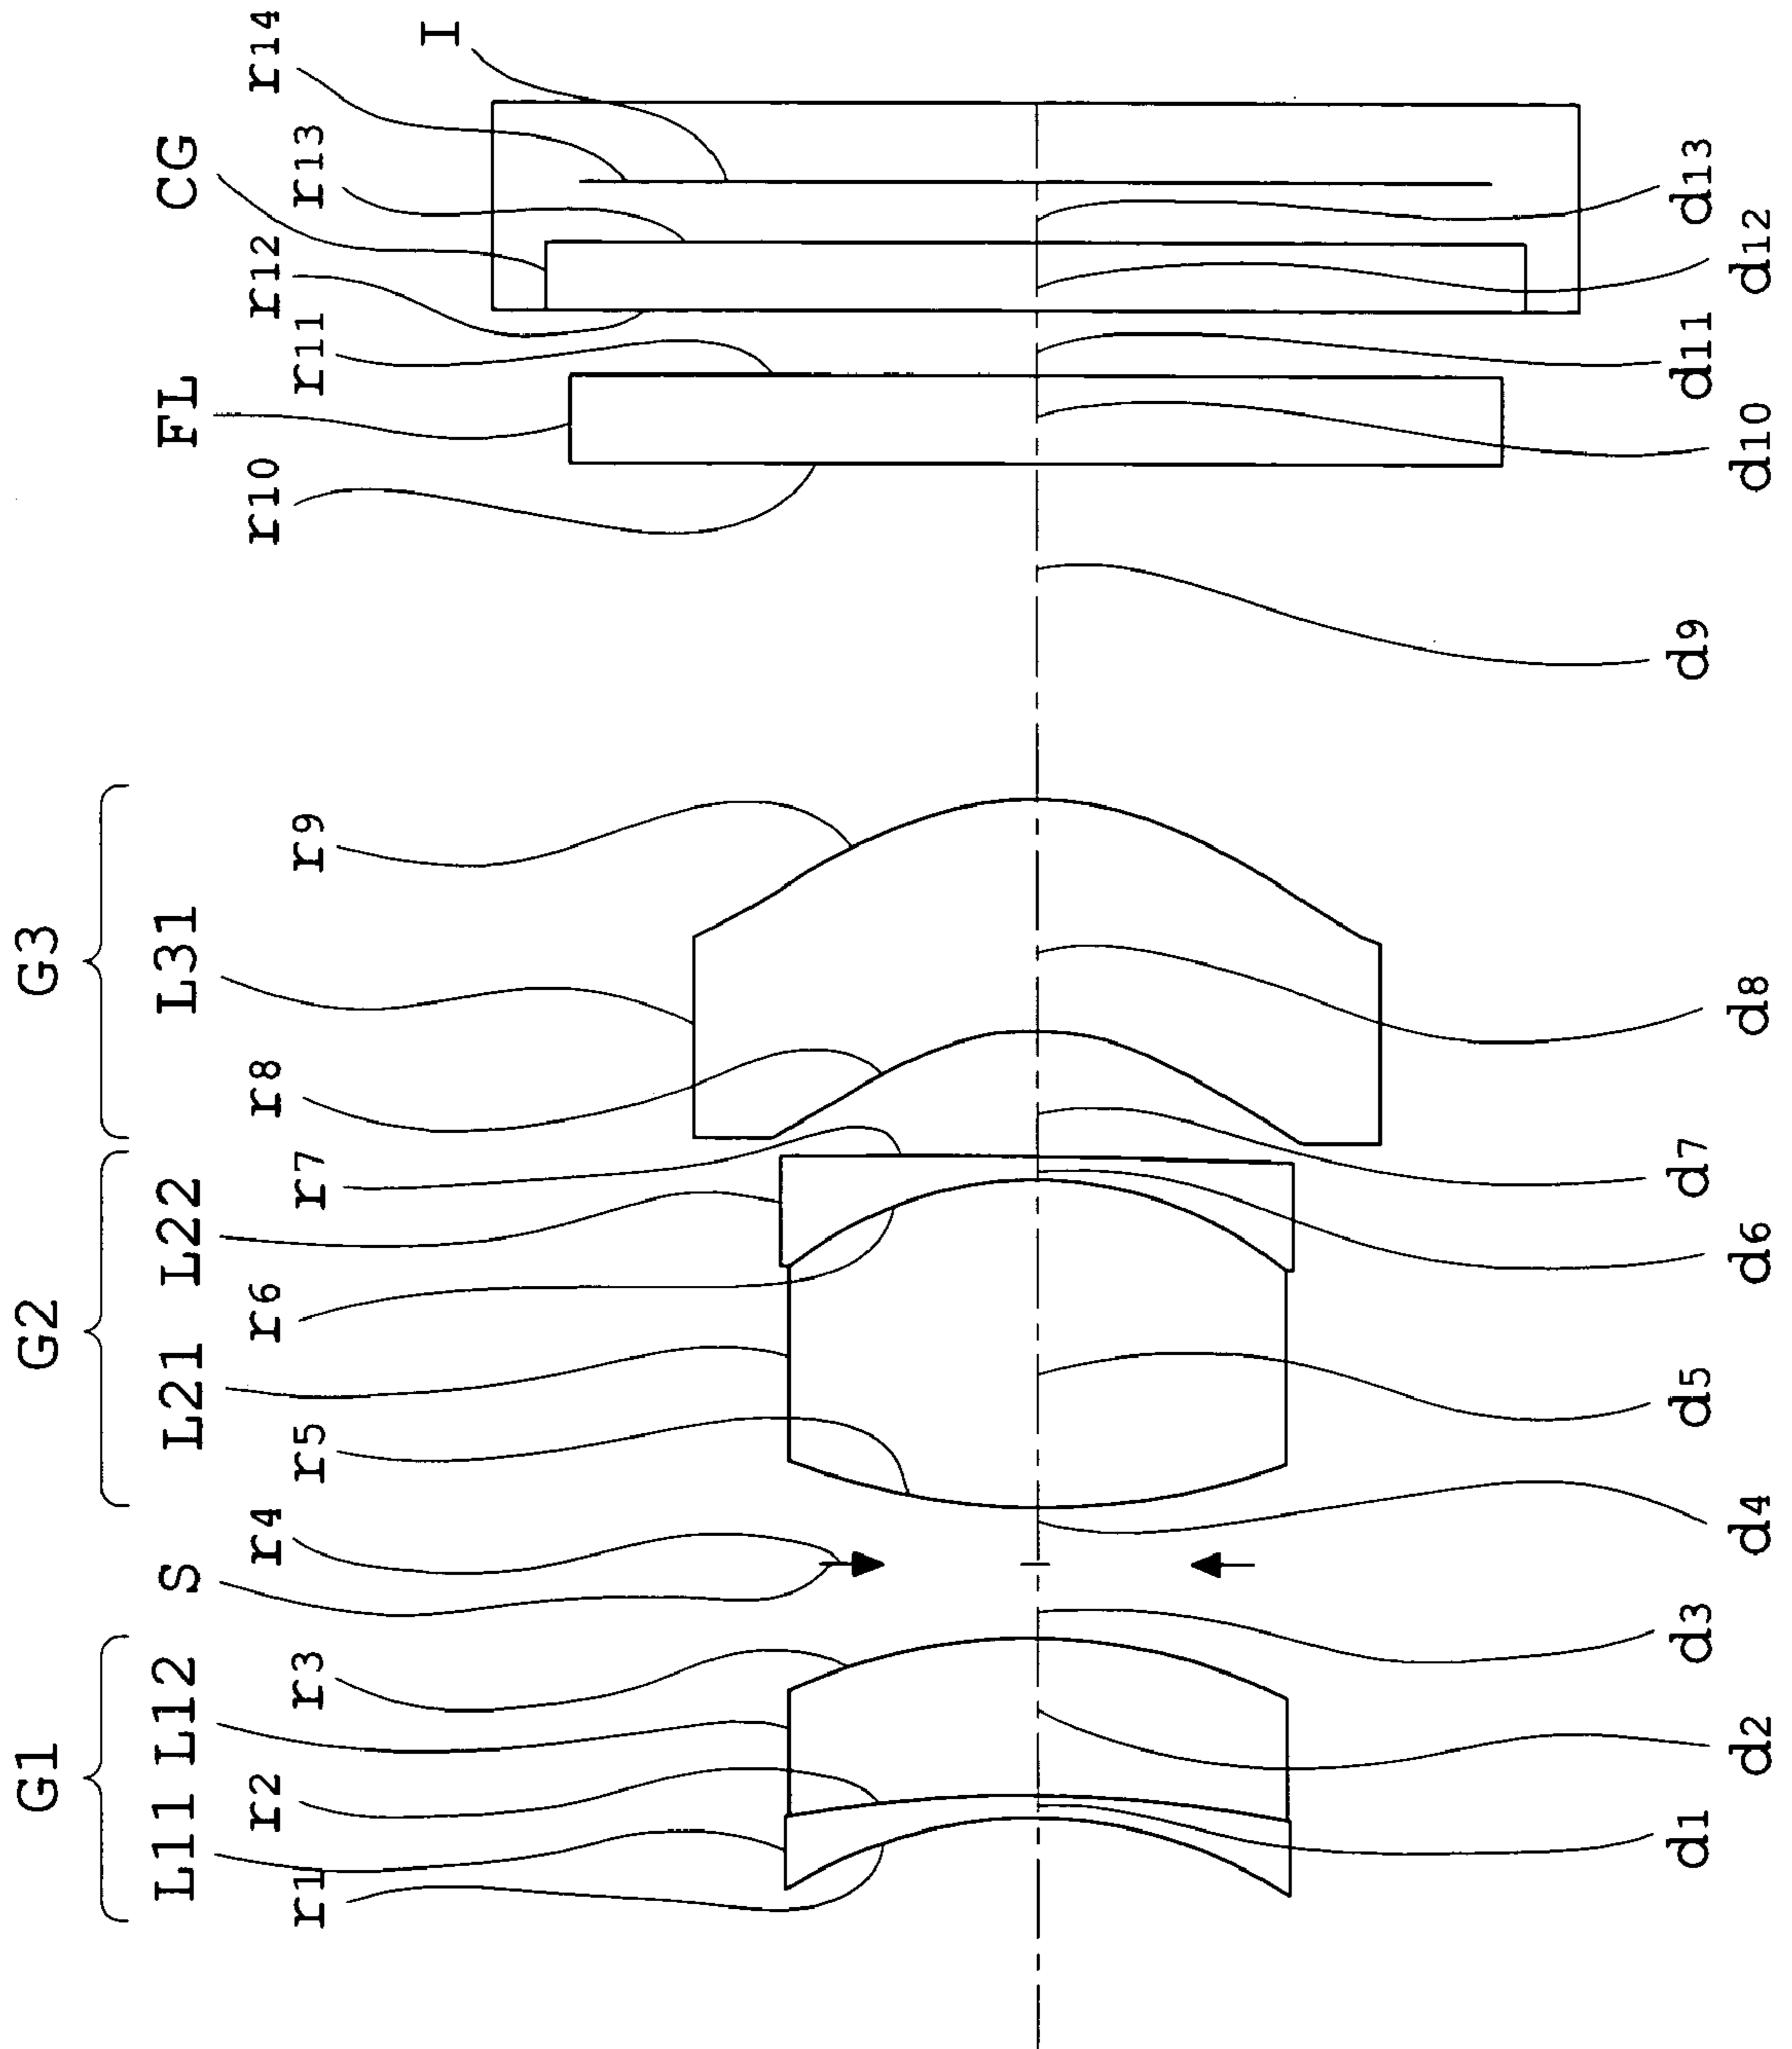 G1 G2 G3
L11 L12 S L21 L22 L31 FL CG
r2 r4 r6 r8 r10 r12 r14
r1 r3 r5 r7 r9 r11 r13
I
d1 d3 d5 d7 d9 d11 d13
d2 d4 d6 d8 d10 d12